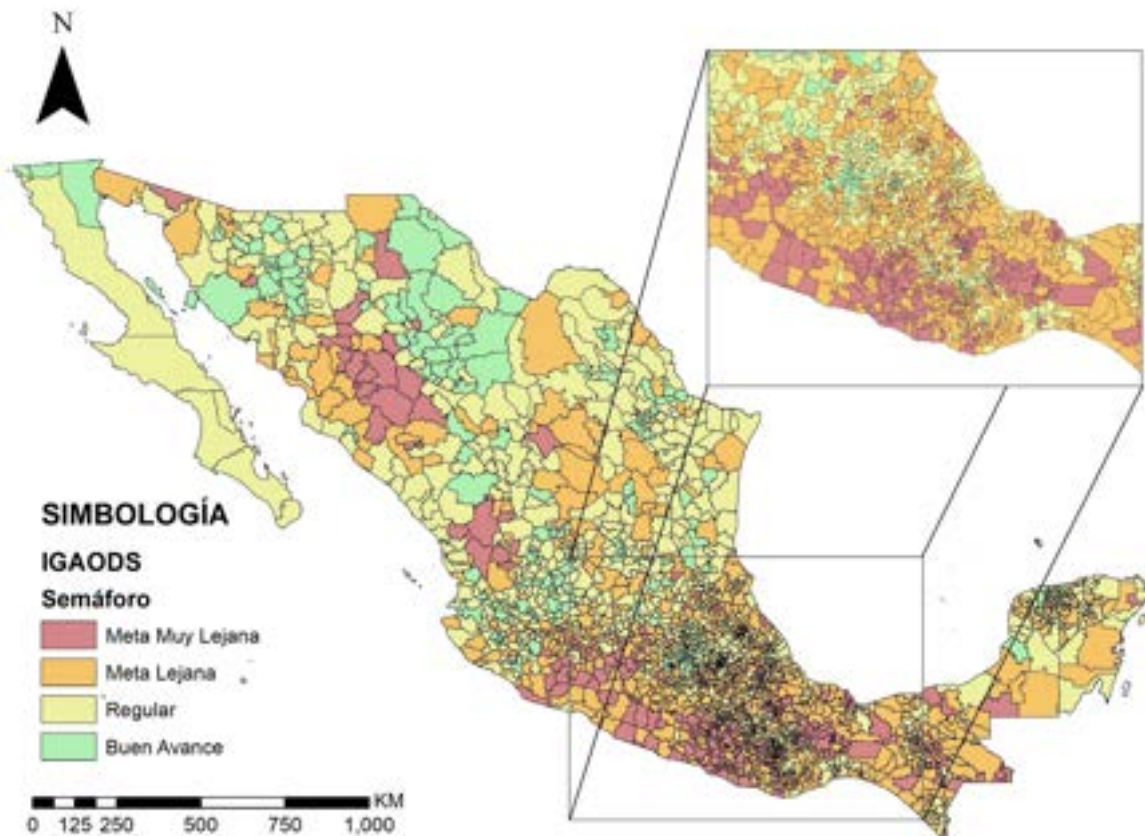 N
SIMBOLOGÍA
IGAODS
Semáforo
Meta Muy Lejana
Meta Lejana
Regular
Buen Avance
KM
0 125 250 500 750 1,000